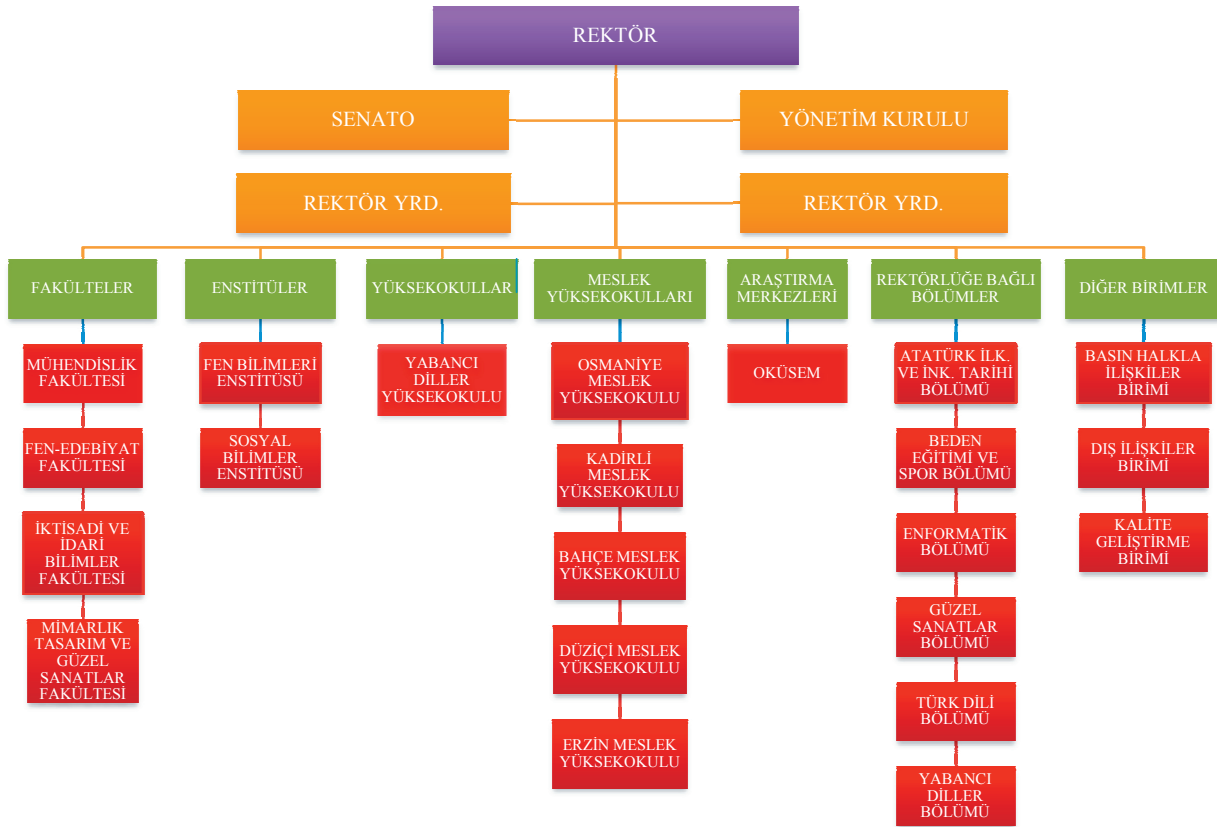 REKTÖR
SENATO
YÖNETİM KURULU
REKTÖR YRD.
REKTÖR YRD.
FAKÜLTELER
MÜHENDİSLİK
FAKÜLTESİ
FEN-EDEBİYAT
FAKÜLTESİ
İKTİSADİ VE
İDARİ
BİLİMLER
FAKÜLTESİ
MİMARLIK
TASARIM VE
GÜZEL
SANATLAR
FAKÜLTESİ
ENSTİTÜLER
FEN BİLİMLERİ
ENSTİTÜSÜ
SOSYAL
BİLİMLER
ENSTİTÜSÜ
YÜKSEKOKULLAR
YABANCI
DİLLER
YÜKSEKOKULU
MESLEK
YÜKSEKOKULLARI
OSMANİYE
MESLEK
YÜKSEKOKULU
KADİRLİ
MESLEK
YÜKSEKOKULU
BAHÇE MESLEK
YÜKSEKOKULU
DÜZİÇİ MESLEK
YÜKSEKOKULU
ERZİN MESLEK
YÜKSEKOKULU
ARAŞTIRMA
MERKEZLERİ
OKÜSEM
REKTÖRLÜĞE BAĞLI
BÖLÜMLER
ATATÜRK İLK.
VE İNK. TARİHİ
BÖLÜMÜ
BEDEN
EĞİTİMİ VE
SPOR BÖLÜMÜ
ENFORMATİK
BÖLÜMÜ
GÜZEL
SANATLAR
BÖLÜMÜ
TÜRK DİLİ
BÖLÜMÜ
YABANCI
DİLLER
BÖLÜMÜ
DİĞER BİRİMLER
BASIN HALKLA
İLİŞKİLER
BİRİMİ
DIŞ İLİŞKİLER
BİRİMİ
KALİTE
GELİŞTİRME
BİRİMİ